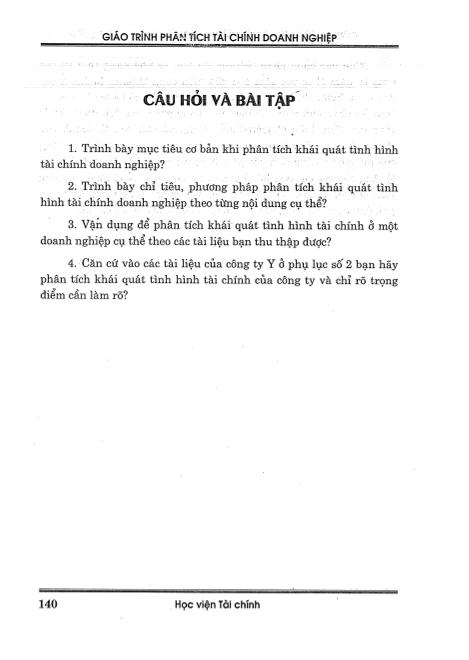 GIÁO TRÌNH PHÂN TÍCH TÀI CHÍNH DOANH NGHIỆP
CÂU HỎI VÀ BÀI TẬP
1. Trình bày mục tiêu cơ bản khi phân tích khái quát tình hình
tài chính doanh nghiệp?
2. Trình bày chỉ tiêu, phương pháp phân tích khái quát tình
hình tài chính doanh nghiệp theo từng nội dung cụ thể?
3. Vận dụng để phân tích khái quát tình hình tài chính ở một
doanh nghiệp cụ thể theo các tài liệu bạn thu thập được?
4. Căn cứ vào các tài liệu của công ty Y ở phụ lục số 2 bạn hãy
phân tích khái quát tình hình tài chính của công ty và chỉ rõ trọng
điểm cần làm rõ?
140 Học viện Tài chính